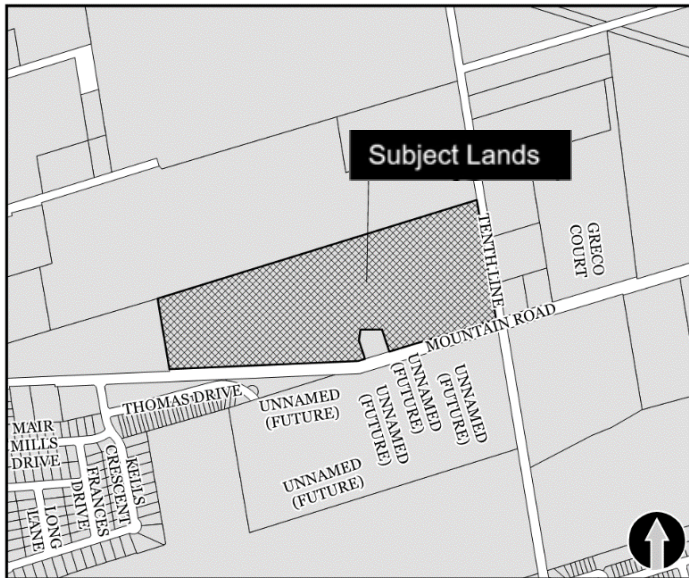 Subject Lands
TENTH LINE
GRECO
COURT
MOUNTAIN ROAD
THOMAS DRIVE
UNNAMED
(FUTURE)
UNNAMED
(FUTURE)
UNNAMED
(FUTURE)
UNNAMED
(FUTURE)
UNNAMED
(FUTURE)
MAIR
MILLS
DRIVE
KELLS
CRESCENT
FRANCES
DRIVE
LONG
LANE